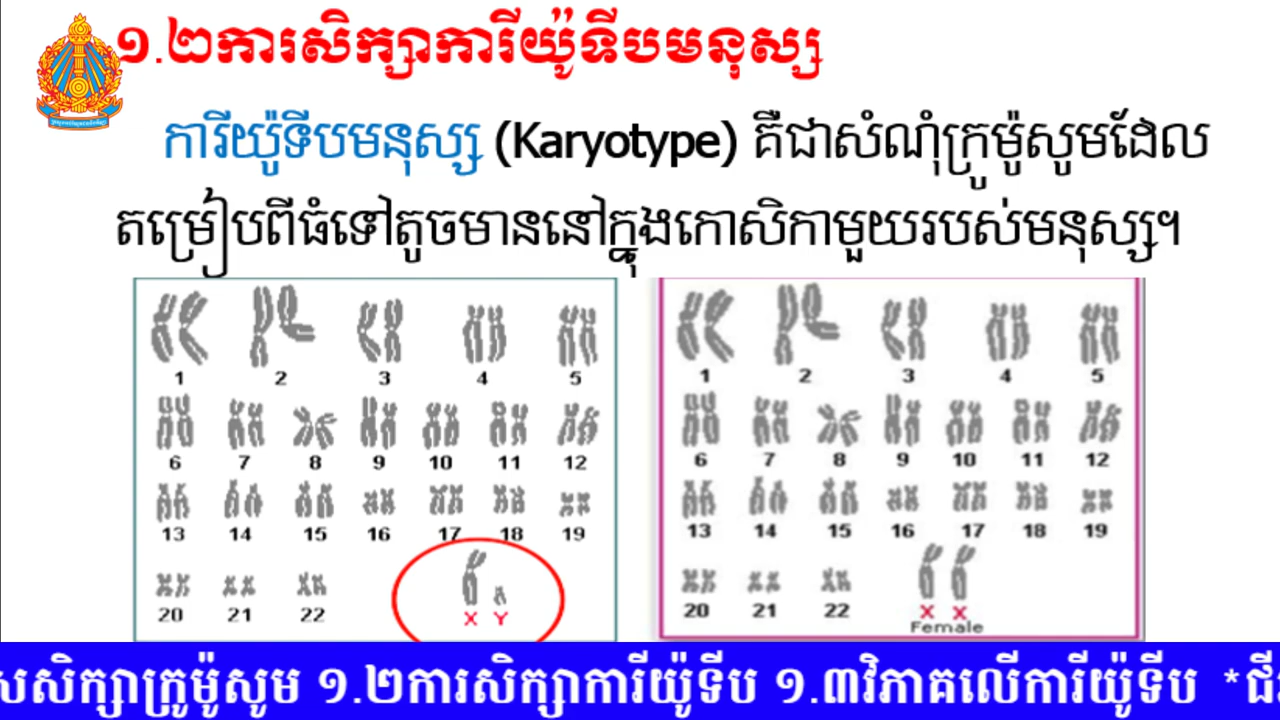 ១.២ការសិក្សាការីយ៉ូទីបមនុស្ស
ការីយ៉ូទីបមនុស្ស (Karyotype) គឺជាសំណុំក្រូម៉ូសូមដែល
តម្រៀបពីធំទៅតូចមាននៅក្នុងកោសិកាមួយរបស់មនុស្ស។
1 2 3 4 5
6 7 8 9 10 11 12
13 14 15 16 17 18 19
20 21 22 X Y
1 2 3 4 5
6 7 8 9 10 11 12
13 14 15 16 17 18 19
20 21 22 X X
Female
សិក្សាក្រូម៉ូសូម ១.២ការសិក្សាការីយ៉ូទីប ១.៣វិភាគលើការីយ៉ូទីប *